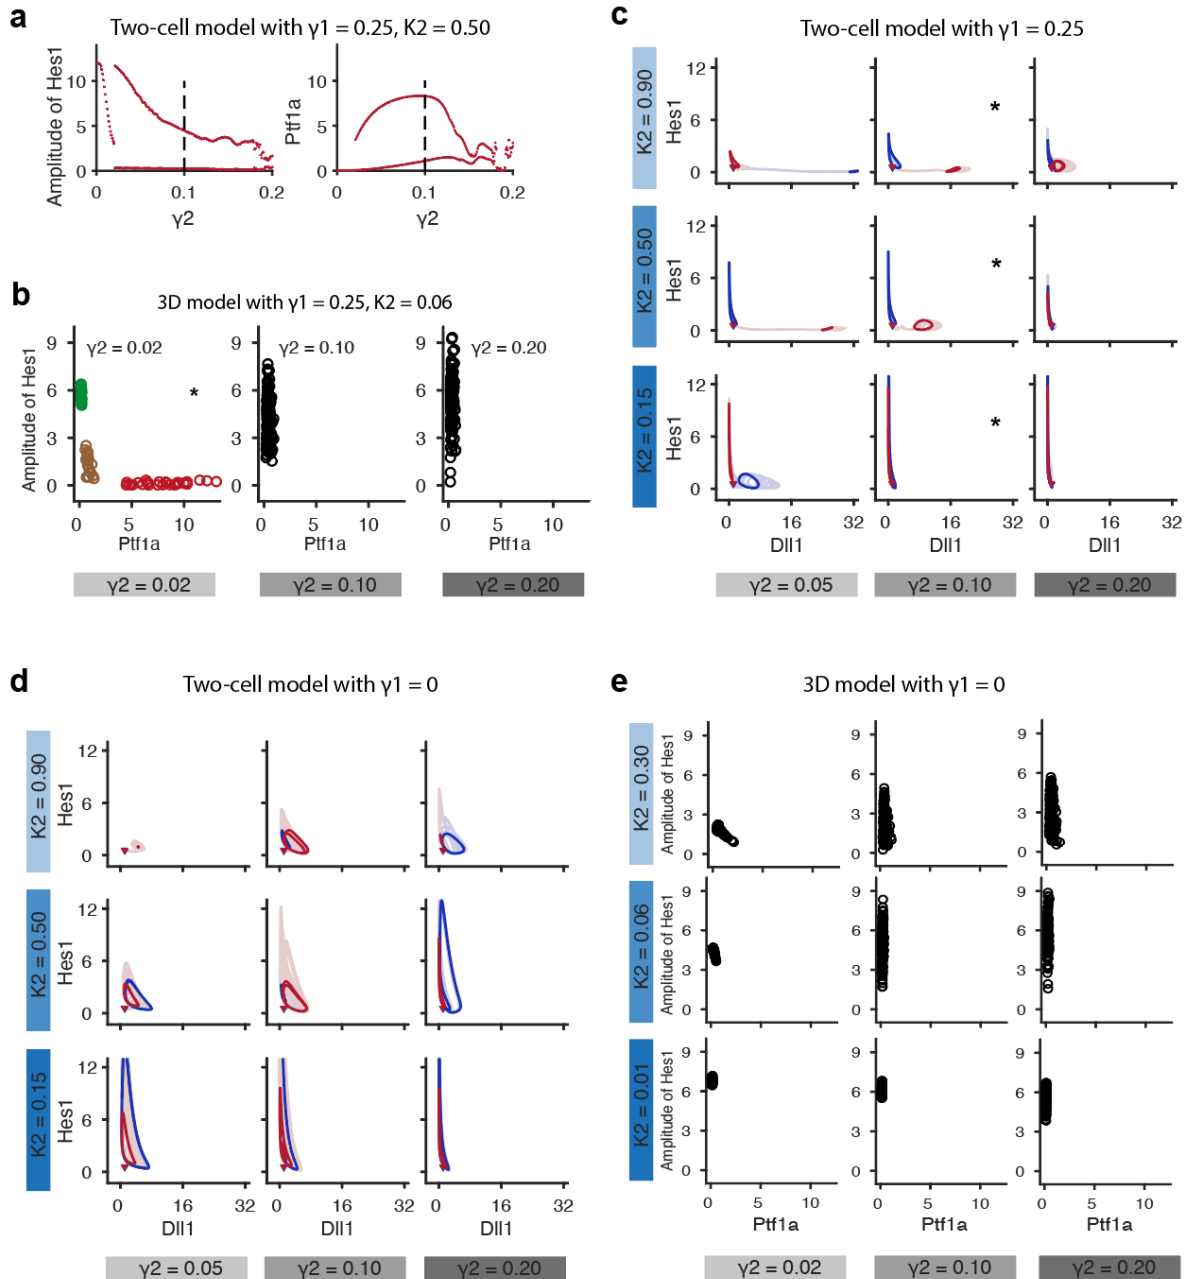 a
Two-cell model with γ1 = 0.25, K2 = 0.50
Amplitude of Hes1
10
5
0
0
0.1
0.2
γ2
Ptf1a
10
5
0
0
0.1
0.2
γ2
b
3D model with γ1 = 0.25, K2 = 0.06
Amplitude of Hes1
9
6
3
0
γ2 = 0.02
*
0
5
10
Ptf1a
9
6
3
0
γ2 = 0.10
0
5
10
Ptf1a
9
6
3
0
γ2 = 0.20
0
5
10
Ptf1a
γ2 = 0.02
γ2 = 0.10
γ2 = 0.20
c
Two-cell model with γ1 = 0.25
K2 = 0.90
Hes1
12
6
0
*
K2 = 0.50
Hes1
12
6
0
*
K2 = 0.15
Hes1
12
6
0
*
0 16 32
Dll1
0 16 32
Dll1
0 16 32
Dll1
γ2 = 0.05
γ2 = 0.10
γ2 = 0.20
d
Two-cell model with γ1 = 0
K2 = 0.90
Hes1
12
6
0
K2 = 0.50
Hes1
12
6
0
K2 = 0.15
Hes1
12
6
0
0 16 32
Dll1
0 16 32
Dll1
0 16 32
Dll1
γ2 = 0.05
γ2 = 0.10
γ2 = 0.20
e
3D model with γ1 = 0
K2 = 0.30
Amplitude of Hes1
9
6
3
0
9
6
3
0
9
6
3
0
K2 = 0.06
Amplitude of Hes1
9
6
3
0
9
6
3
0
9
6
3
0
K2 = 0.01
Amplitude of Hes1
9
6
3
0
9
6
3
0
9
6
3
0
0 5 10
Ptf1a
0 5 10
Ptf1a
0 5 10
Ptf1a
γ2 = 0.02
γ2 = 0.10
γ2 = 0.20